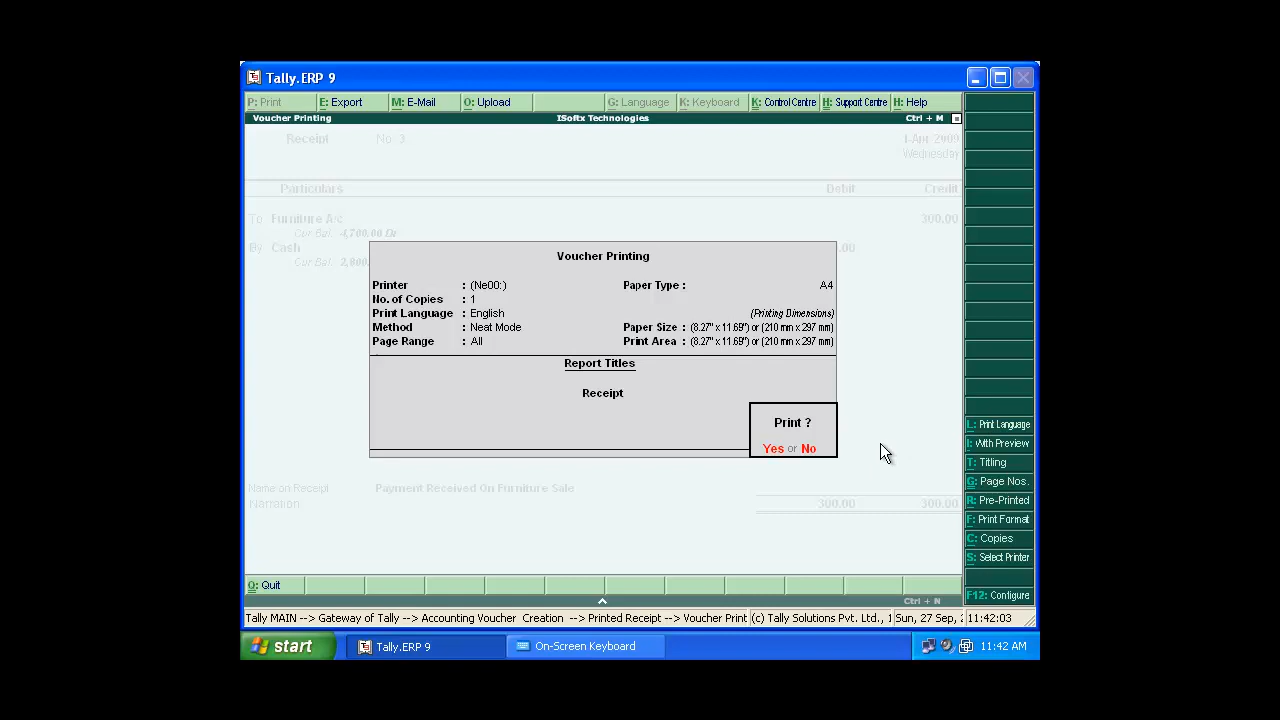 Tally.ERP 9
P: Print E: Export M: E-Mail O: Upload G: Language K: Keyboard K: Control Centre H: Support Centre H: Help
Voucher Printing ISoftx Technologies Ctrl + M
Receipt No. 3 1-Apr-2009
Wednesday
Particulars Debit Credit
To Furniture A/c 300.00
Cur Bal: 4,700.00 Dr
By Cash
Cur Bal: 2,800.
Voucher Printing
Printer : (Ne00:) Paper Type : A4
No. of Copies : 1
Print Language : English (Printing Dimensions)
Method : Neat Mode Paper Size : (8.27" x 11.69") or (210 mm x 297 mm)
Page Range : All Print Area : (8.27" x 11.69") or (210 mm x 297 mm)
Report Titles
Receipt
Print ?
Yes or No
Name on Receipt Payment Received On Furniture Sale
Narration 300.00 300.00
L: Print Language
I: With Preview
T: Titling
G: Page Nos.
R: Pre-Printed
F: Print Format
C: Copies
S: Select Printer
F12: Configure
Q: Quit
Ctrl + N
Tally MAIN --> Gateway of Tally --> Accounting Voucher Creation --> Printed Receipt --> Voucher Print (c) Tally Solutions Pvt. Ltd., 1 Sun, 27 Sep, 11:42:03
start Tally.ERP 9 On-Screen Keyboard 11:42 AM